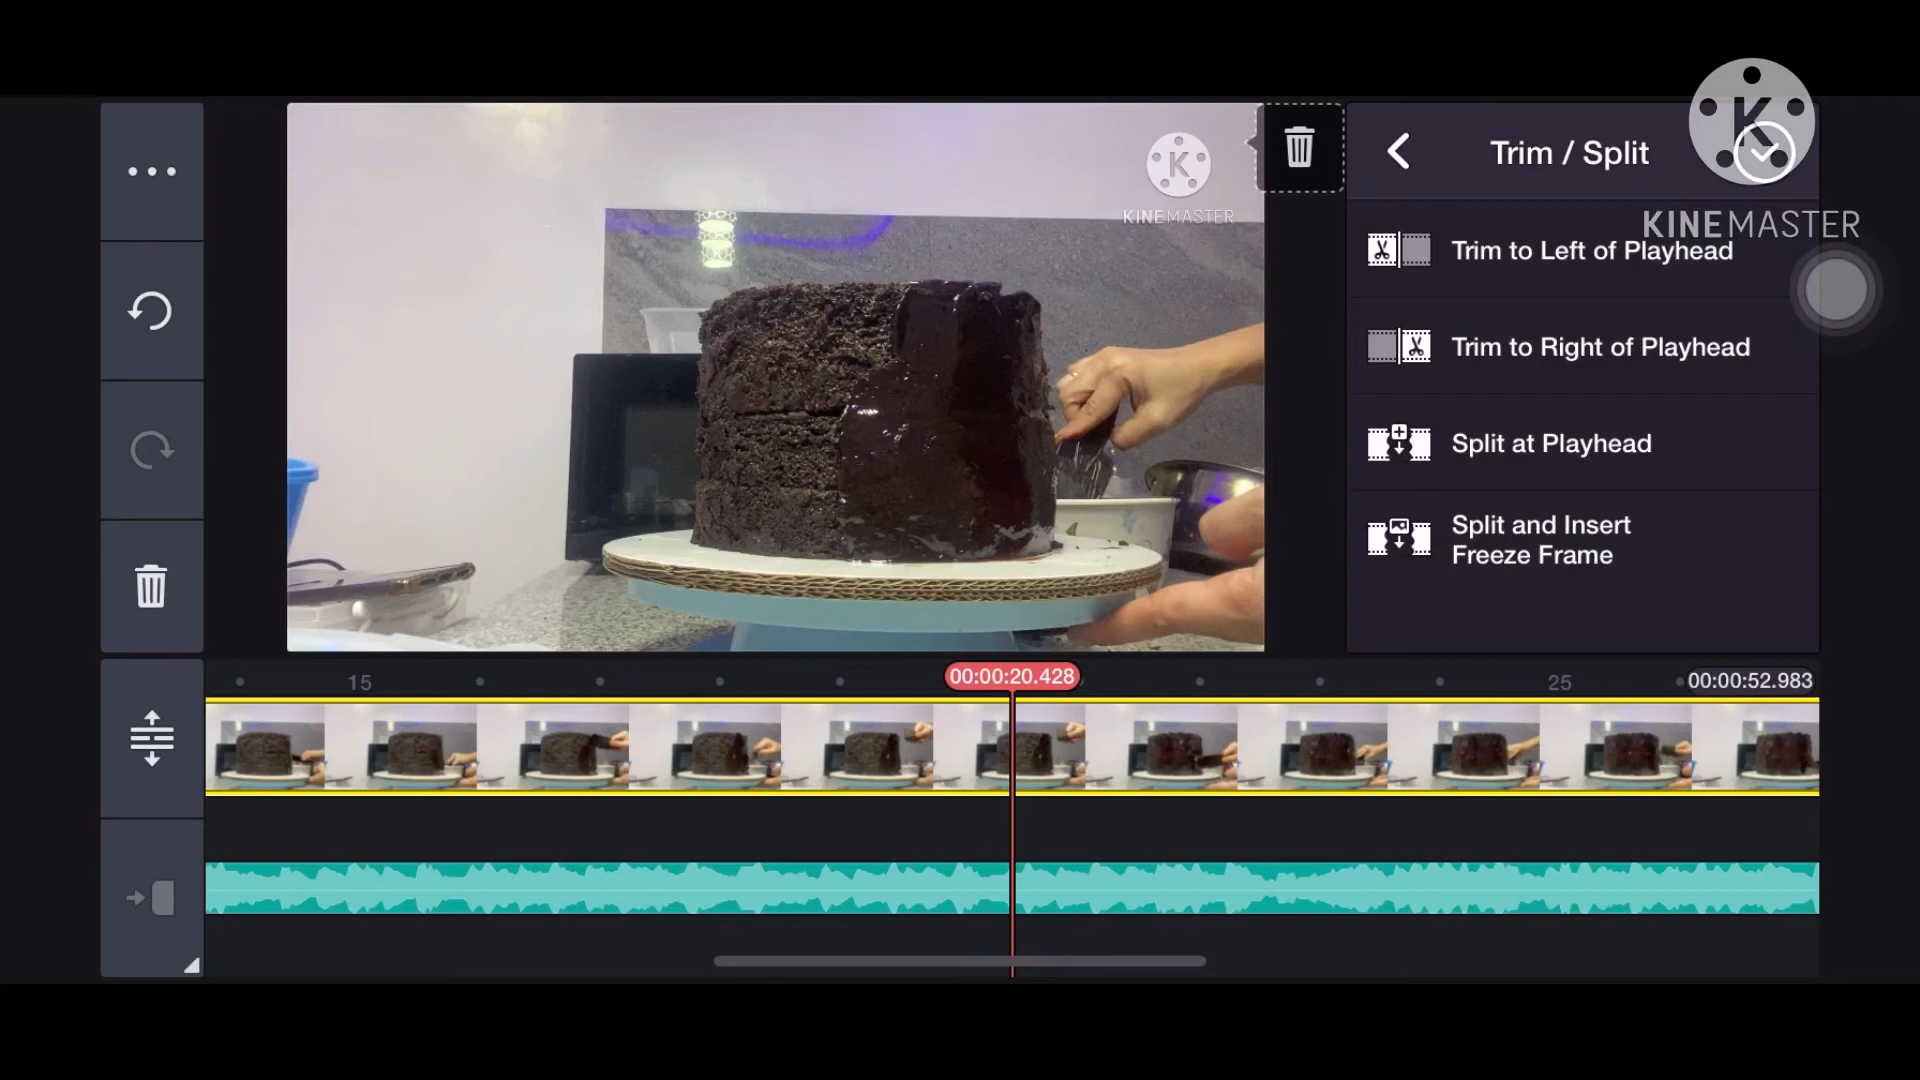 Trim / Split
K
KINEMASTER
K
KINEMASTER
Trim to Left of Playhead
Trim to Right of Playhead
Split at Playhead
Split and Insert
Freeze Frame
15
00:00:20.428
25
00:00:52.983